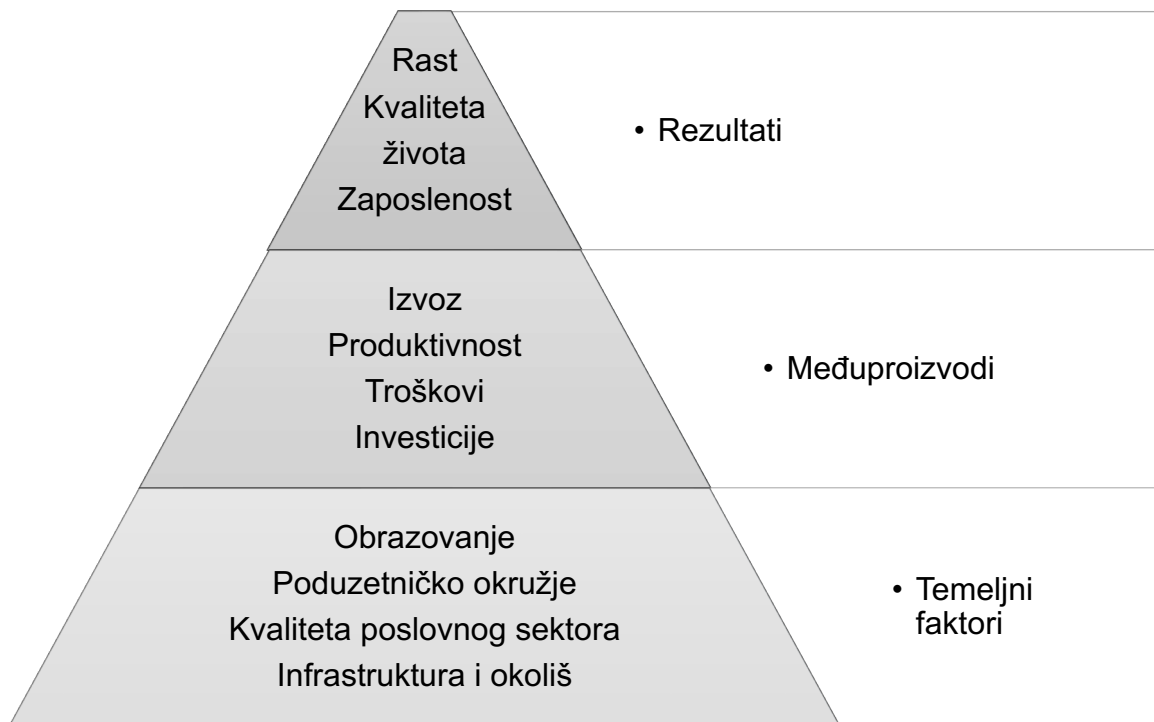 Rast
Kvaliteta
života
Zaposlenost
• Rezultati
Izvoz
Produktivnost
Troškovi
Investicije
• Međuproizvodi
Obrazovanje
Poduzetničko okružje
Kvaliteta poslovnog sektora
Infrastruktura i okoliš
• Temeljni
faktori